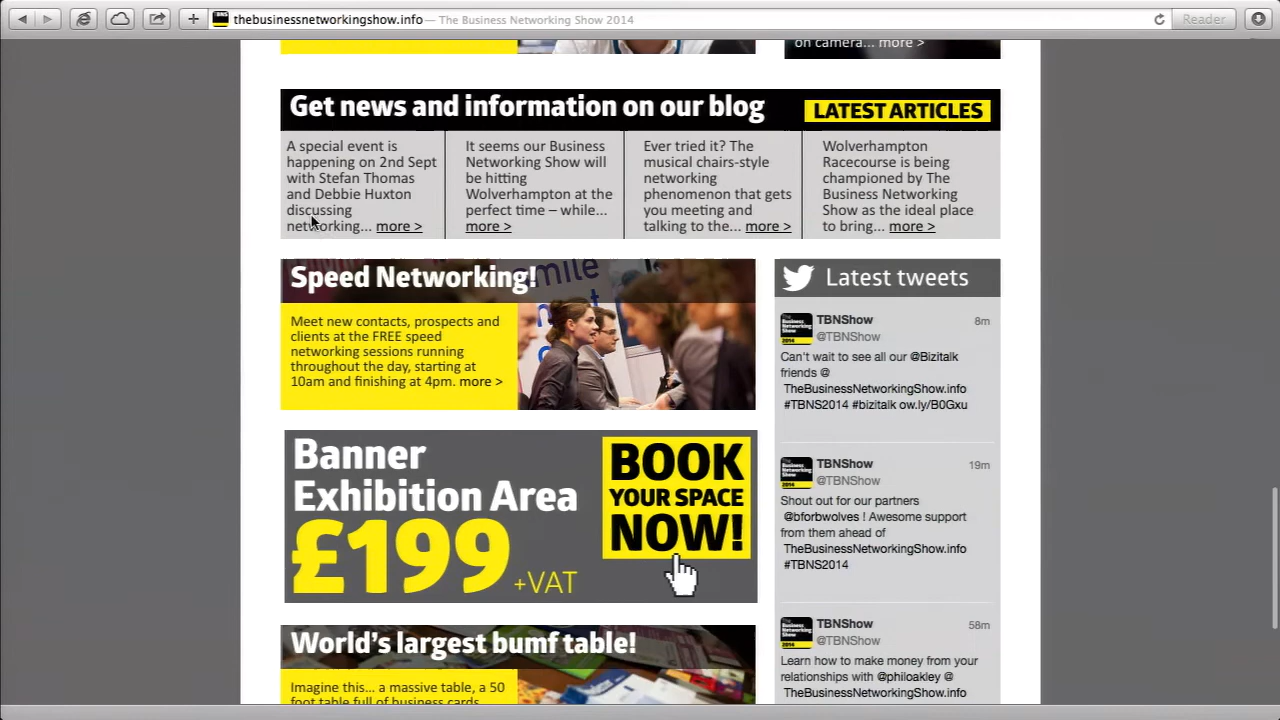 thebusinessnetworkingshow.info — The Business Networking Show 2014
Reader
on camera... more >
Get news and information on our blog
LATEST ARTICLES
A special event is
happening on 2nd Sept
with Stefan Thomas
and Debbie Huxton
discussing
networking... more >
It seems our Business
Networking Show will
be hitting
Wolverhampton at the
perfect time – while...
more >
Ever tried it? The
musical chairs-style
networking
phenomenon that gets
you meeting and
talking to the... more >
Wolverhampton
Racecourse is being
championed by The
Business Networking
Show as the ideal place
to bring... more >
Speed Networking!
Meet new contacts, prospects and
clients at the FREE speed
networking sessions running
throughout the day, starting at
10am and finishing at 4pm. more >
Banner
Exhibition Area
£199 +VAT
BOOK
YOUR SPACE
NOW!
World's largest bumf table!
Imagine this... a massive table, a 50
foot table full of business cards,
Latest tweets
TBNShow 8m
@TBNShow
Can't wait to see all our @Bizitalk
friends @
TheBusinessNetworkingShow.info
#TBNS2014 #bizitalk ow.ly/B0Gxu
TBNShow 19m
@TBNShow
Shout out for our partners
@bforbwolves ! Awesome support
from them ahead of
TheBusinessNetworkingShow.info
#TBNS2014
TBNShow 58m
@TBNShow
Learn how to make money from your
relationships with @philoakley @
TheBusinessNetworkingShow.info